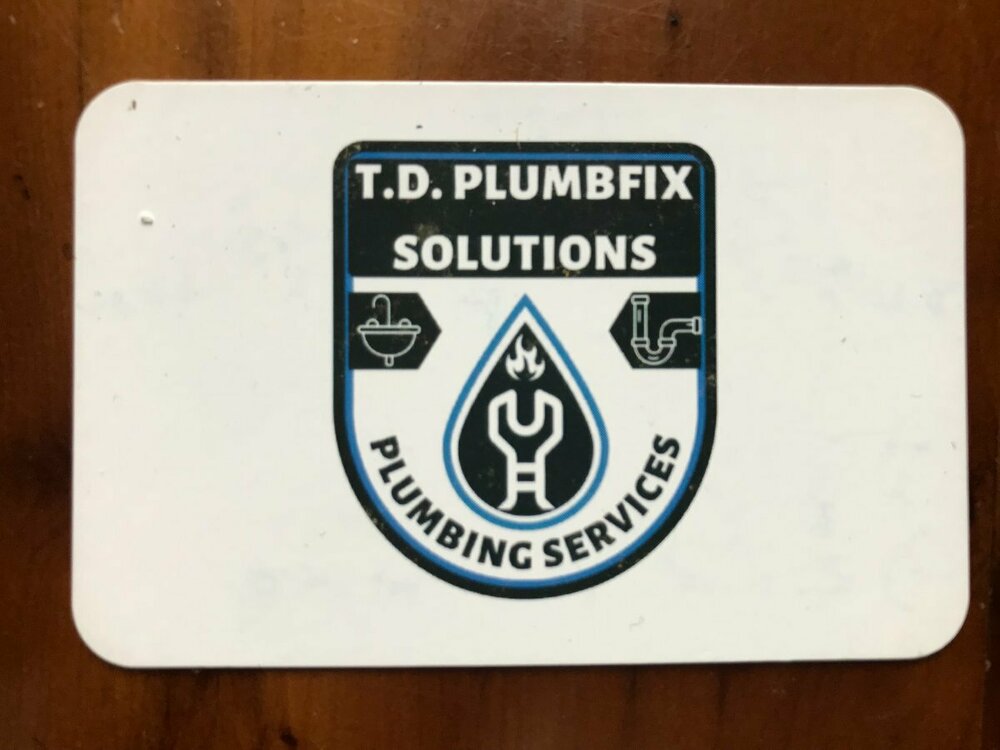 T.D. PLUMBFIX
SOLUTIONS
PLUMBING SERVICES